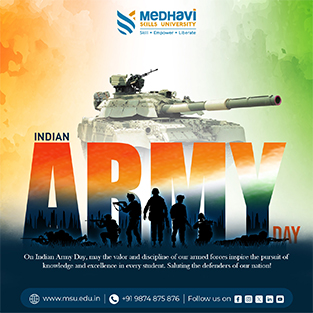 MEDHAVI
SKILLS UNIVERSITY
Skill • Empower • Liberate
INDIAN
ARMY
DAY
On Indian Army Day, may the valor and discipline of our armed forces inspire the pursuit of
knowledge and excellence in every student. Saluting the defenders of our nation!
www.msu.edu.in | +91 9874 875 876 | Follow us on